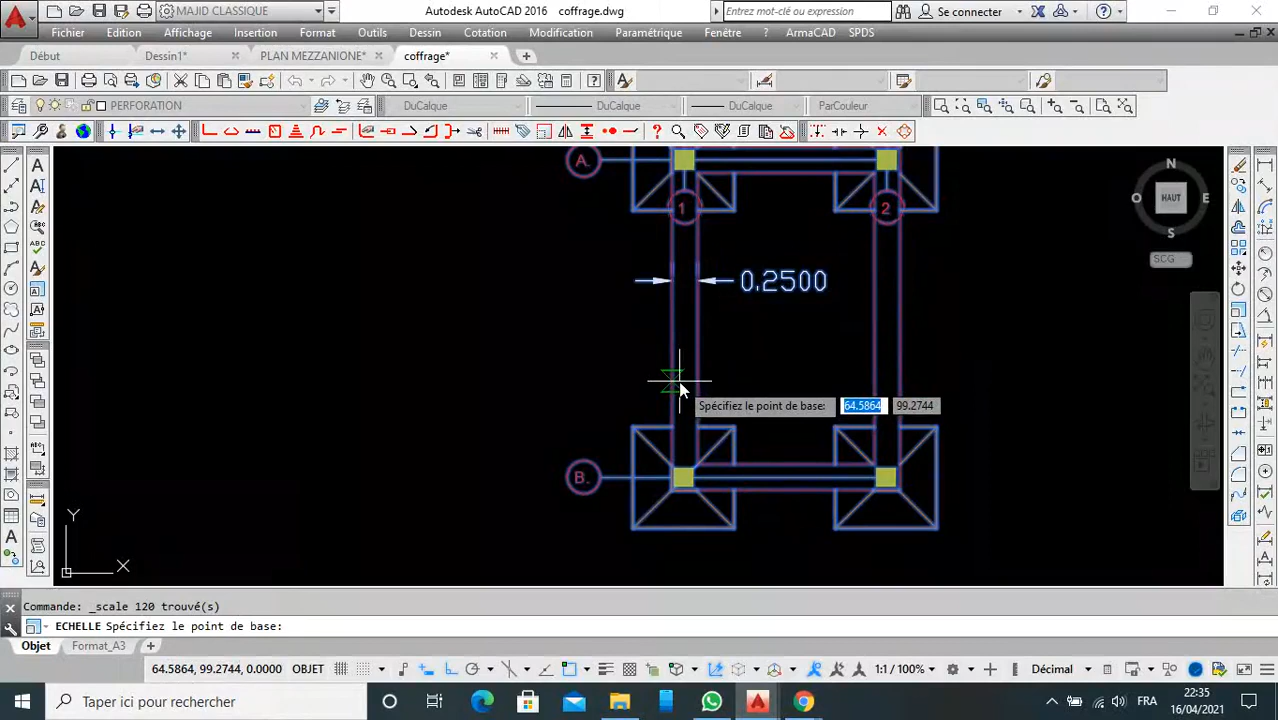 MAJID CLASSIQUE
Autodesk AutoCAD 2016 coffrage.dwg
Entrez mot-clé ou expression
Se connecter
Fichier Edition Affichage Insertion Format Outils Dessin Cotation Modification Paramétrique Fenêtre ? ArmaCAD SPDS
Début Dessin1* PLAN MEZZANIONE* coffrage*
PERFORATION DuCalque DuCalque DuCalque ParCouleur
N
O HAUT E
S
SCG
A.
1 2
0.2500
Spécifiez le point de base: 64.5864 99.2744
B.
Y
X
Commande: _scale 120 trouvé(s)
ECHELLE Spécifiez le point de base:
Objet Format_A3
64.5864, 99.2744, 0.0000 OBJET 1:1 / 100% Décimal
Taper ici pour rechercher
FRA
22:35
16/04/2021